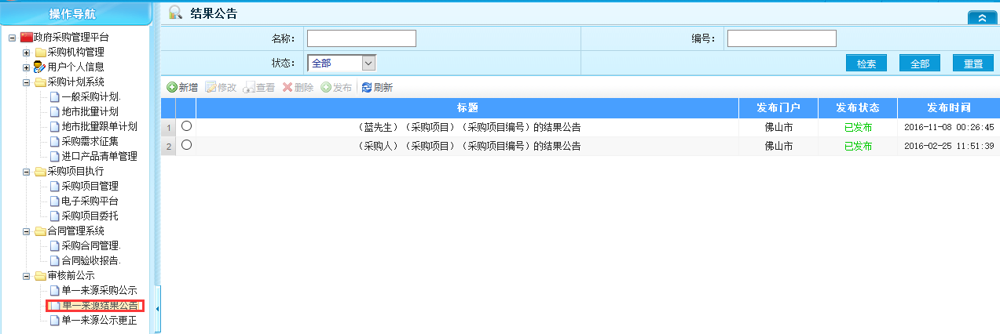 操作导航
政府采购管理平台
采购机构管理
用户个人信息
采购计划系统
一般采购计划.
地市批量计划
地市批量跟单计划
采购需求征集
进口产品清单管理
采购项目执行
采购项目管理
电子采购平台
采购项目委托
合同管理系统
采购合同管理.
合同验收报告.
审核前公示
单一来源采购公示
单一来源结果公告
单一来源公示更正
结果公告
名称： 编号：
状态： 全部 检索 全部 重置
新增 修改 查看 删除 发布 刷新
标题 发布门户 发布状态 发布时间
1 （蓝先生）（采购项目）（采购项目编号）的结果公告 佛山市 已发布 2016-11-08 00:26:45
2 （采购人）（采购项目）（采购项目编号）的结果公告 佛山市 已发布 2016-02-25 11:51:39